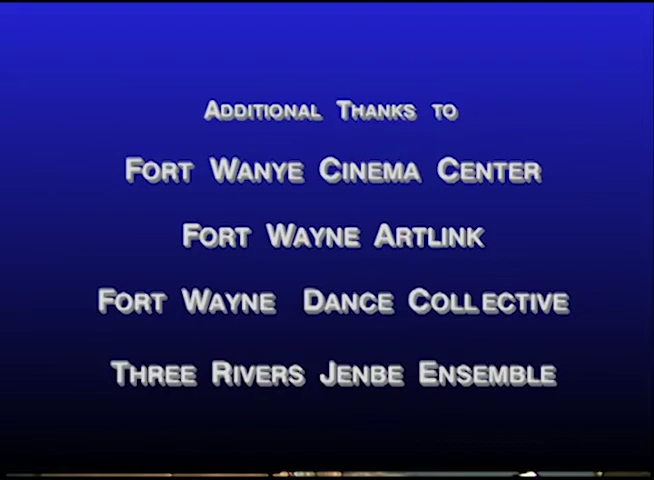 Additional Thanks to
Fort Wanye Cinema Center
Fort Wayne Artlink
Fort Wayne Dance Collective
Three Rivers Jenbe Ensemble